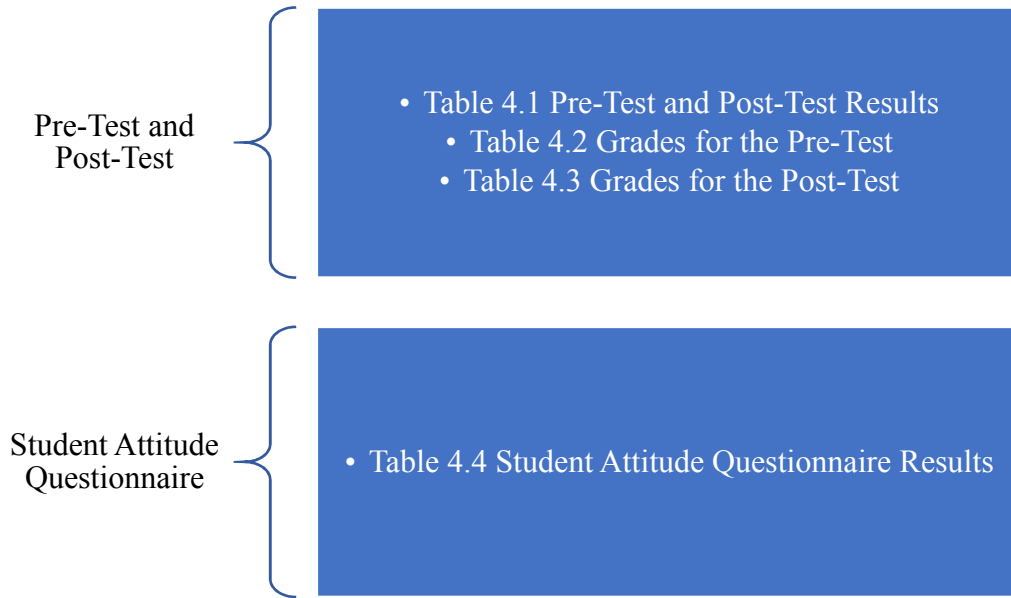 Pre-Test and
Post-Test
• Table 4.1 Pre-Test and Post-Test Results
• Table 4.2 Grades for the Pre-Test
• Table 4.3 Grades for the Post-Test
Student Attitude
Questionnaire
• Table 4.4 Student Attitude Questionnaire Results